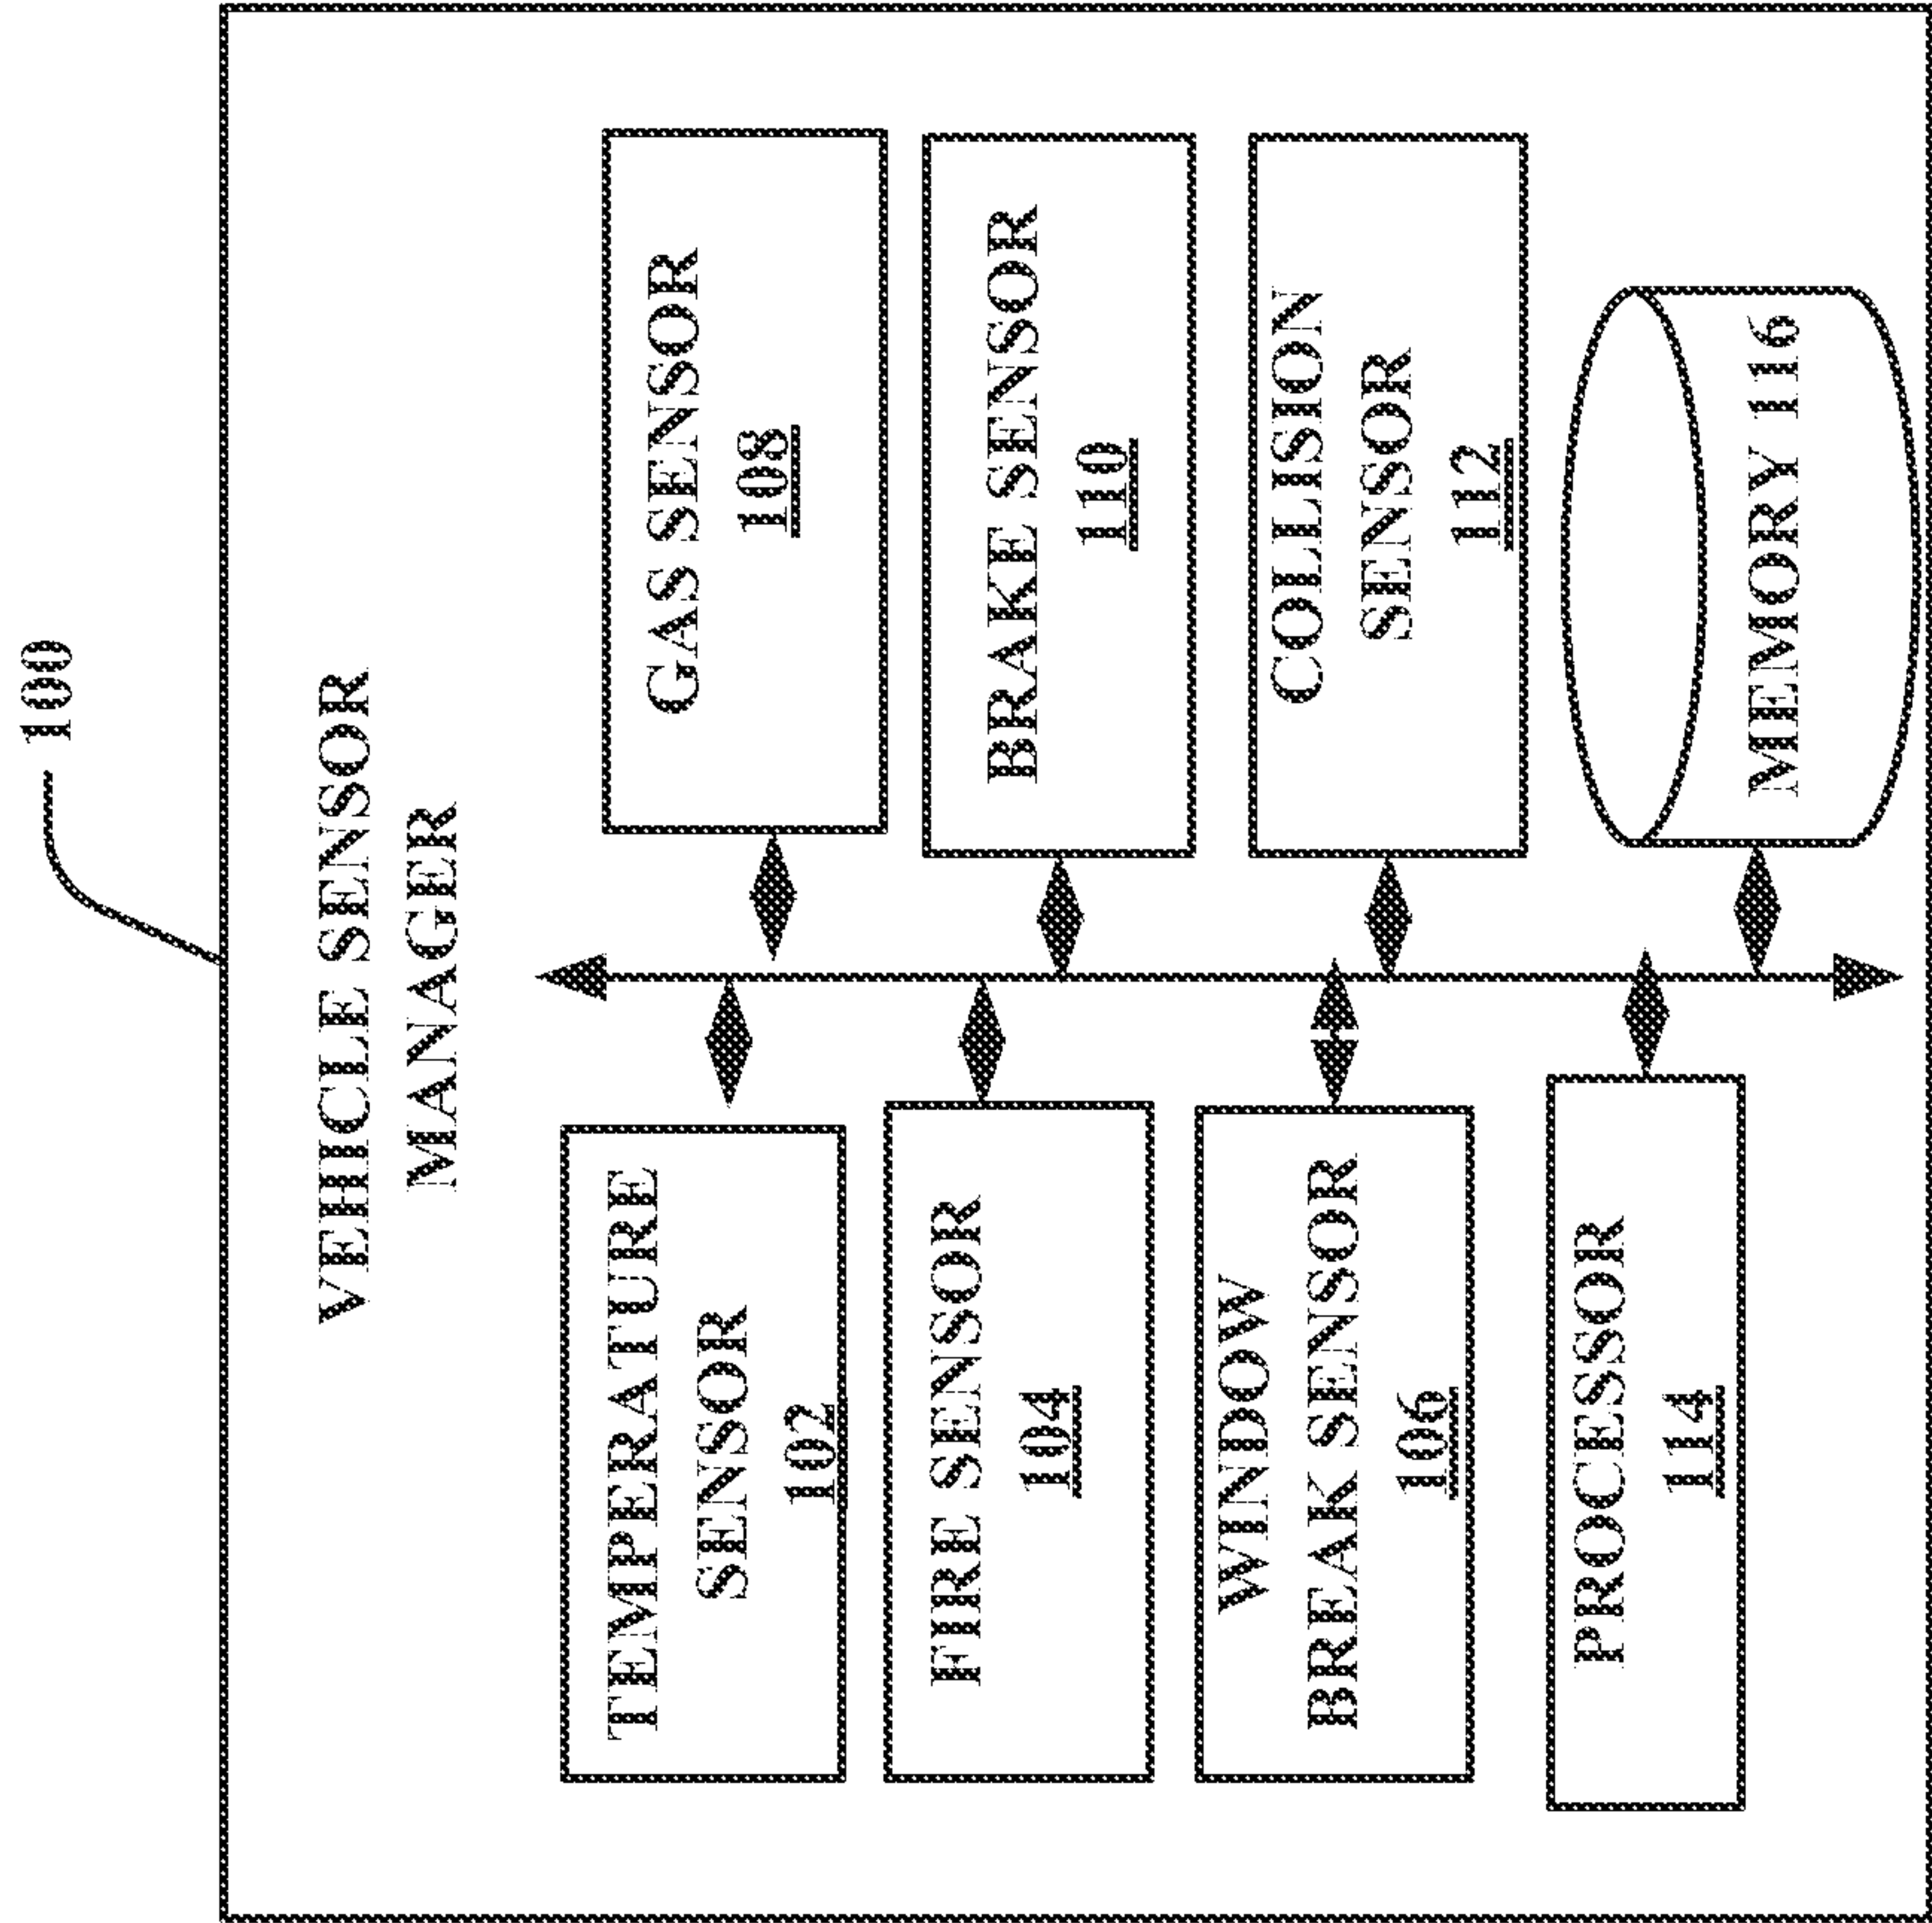 100
VEHICLE SENSOR
MANAGER
TEMPERATURE
SENSOR
102
FIRE SENSOR
104
WINDOW
BREAK SENSOR
106
PROCESSOR
114
GAS SENSOR
108
BRAKE SENSOR
110
COLLISION
SENSOR
112
MEMORY 116